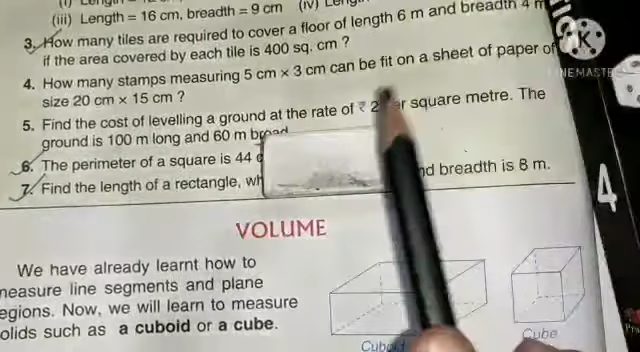 (iii) Length = 16 cm, breadth = 9 cm (iv)
3. How many tiles are required to cover a floor of length 6 m and breadth 4 m
if the area covered by each tile is 400 sq. cm ?
4. How many stamps measuring 5 cm × 3 cm can be fit on a sheet of paper of
size 20 cm × 15 cm ?
5. Find the cost of levelling a ground at the rate of ₹ 2 square metre. The
ground is 100 m long and 60 m
6. The perimeter of a square is 44
7. Find the length of a rectangle, breadth is 8 m.
4
VOLUME
We have already learnt how to
measure line segments and plane
Now, we will learn to measure
such as a cuboid or a cube.
Cube
K